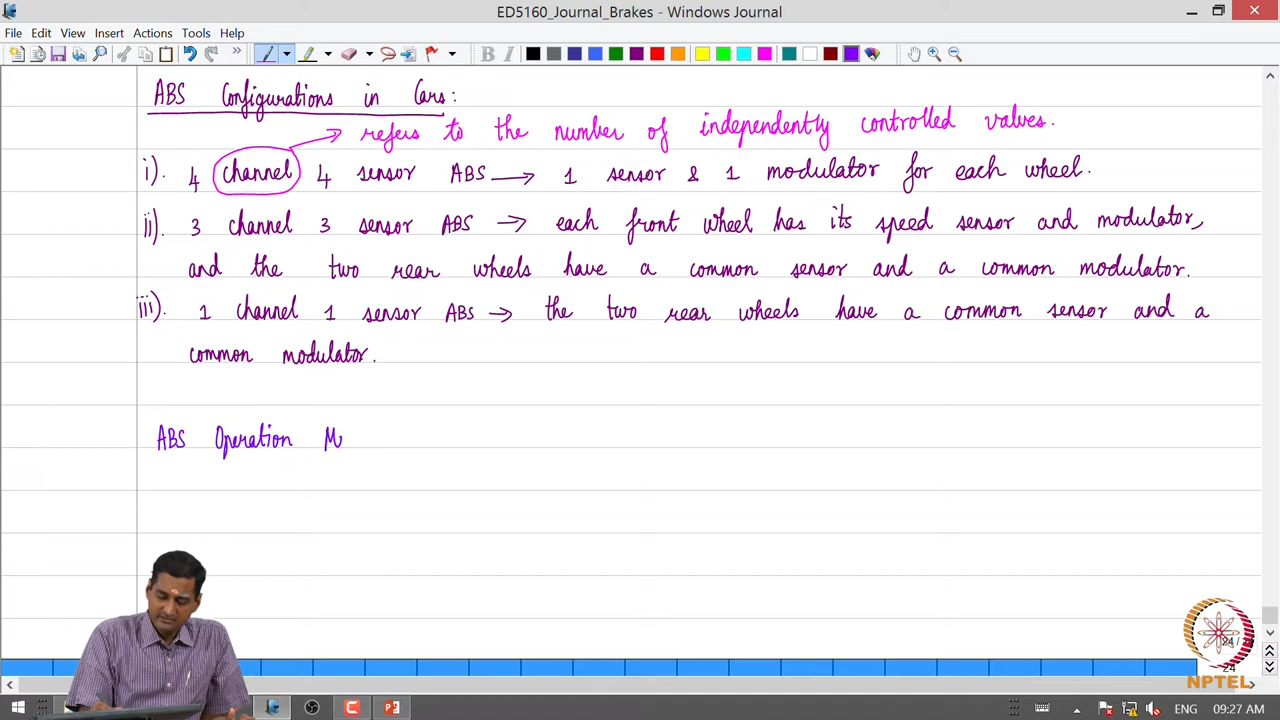 ED5160_Journal_Brakes - Windows Journal
File Edit View Insert Actions Tools Help
ABS Configurations in Cars:
refers to the number of independently controlled valves.
i). 4 channel 4 sensor ABS → 1 sensor & 1 modulator for each wheel.
ii). 3 channel 3 sensor ABS → each front wheel has its speed sensor and modulator,
and the two rear wheels have a common sensor and a common modulator.
iii). 1 channel 1 sensor ABS → the two rear wheels have a common sensor and a
common modulator.
ABS Operation M
NPTEL
ENG 09:27 AM